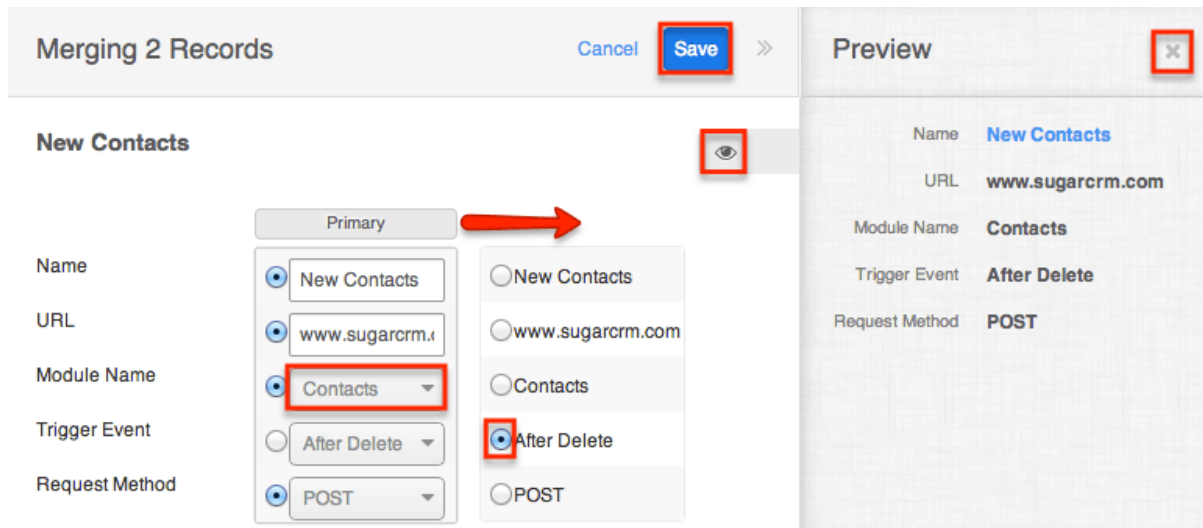 Merging 2 Records
Cancel
Save
»
Preview
×
New Contacts
Primary
Name
New Contacts
New Contacts
URL
www.sugarcrm.c
www.sugarcrm.com
Module Name
Contacts
Contacts
Trigger Event
After Delete
After Delete
Request Method
POST
POST
Name New Contacts
URL www.sugarcrm.com
Module Name Contacts
Trigger Event After Delete
Request Method POST